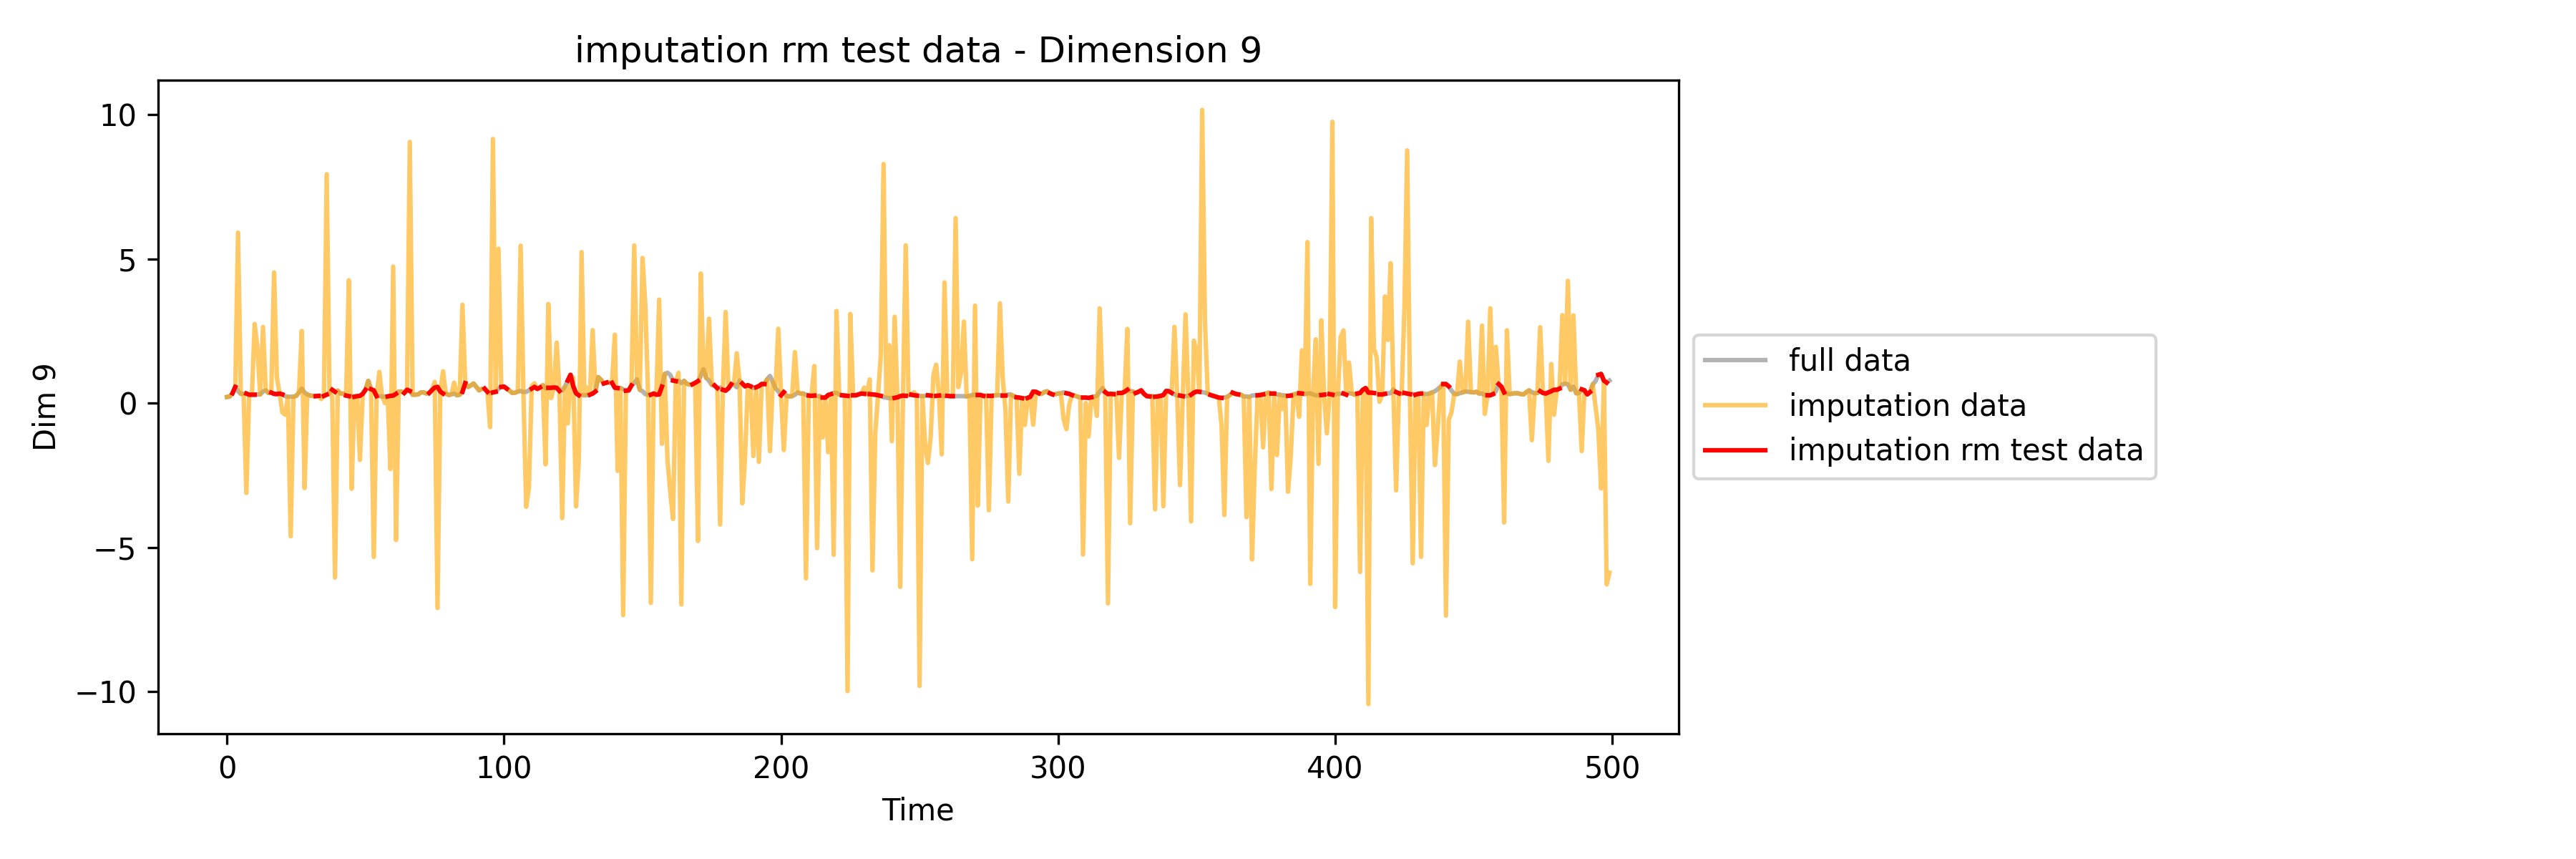 imputation rm test data - Dimension 9
10
5
0
−5
−10
Dim 9
0 100 200 300 400 500
Time
full data
imputation data
imputation rm test data